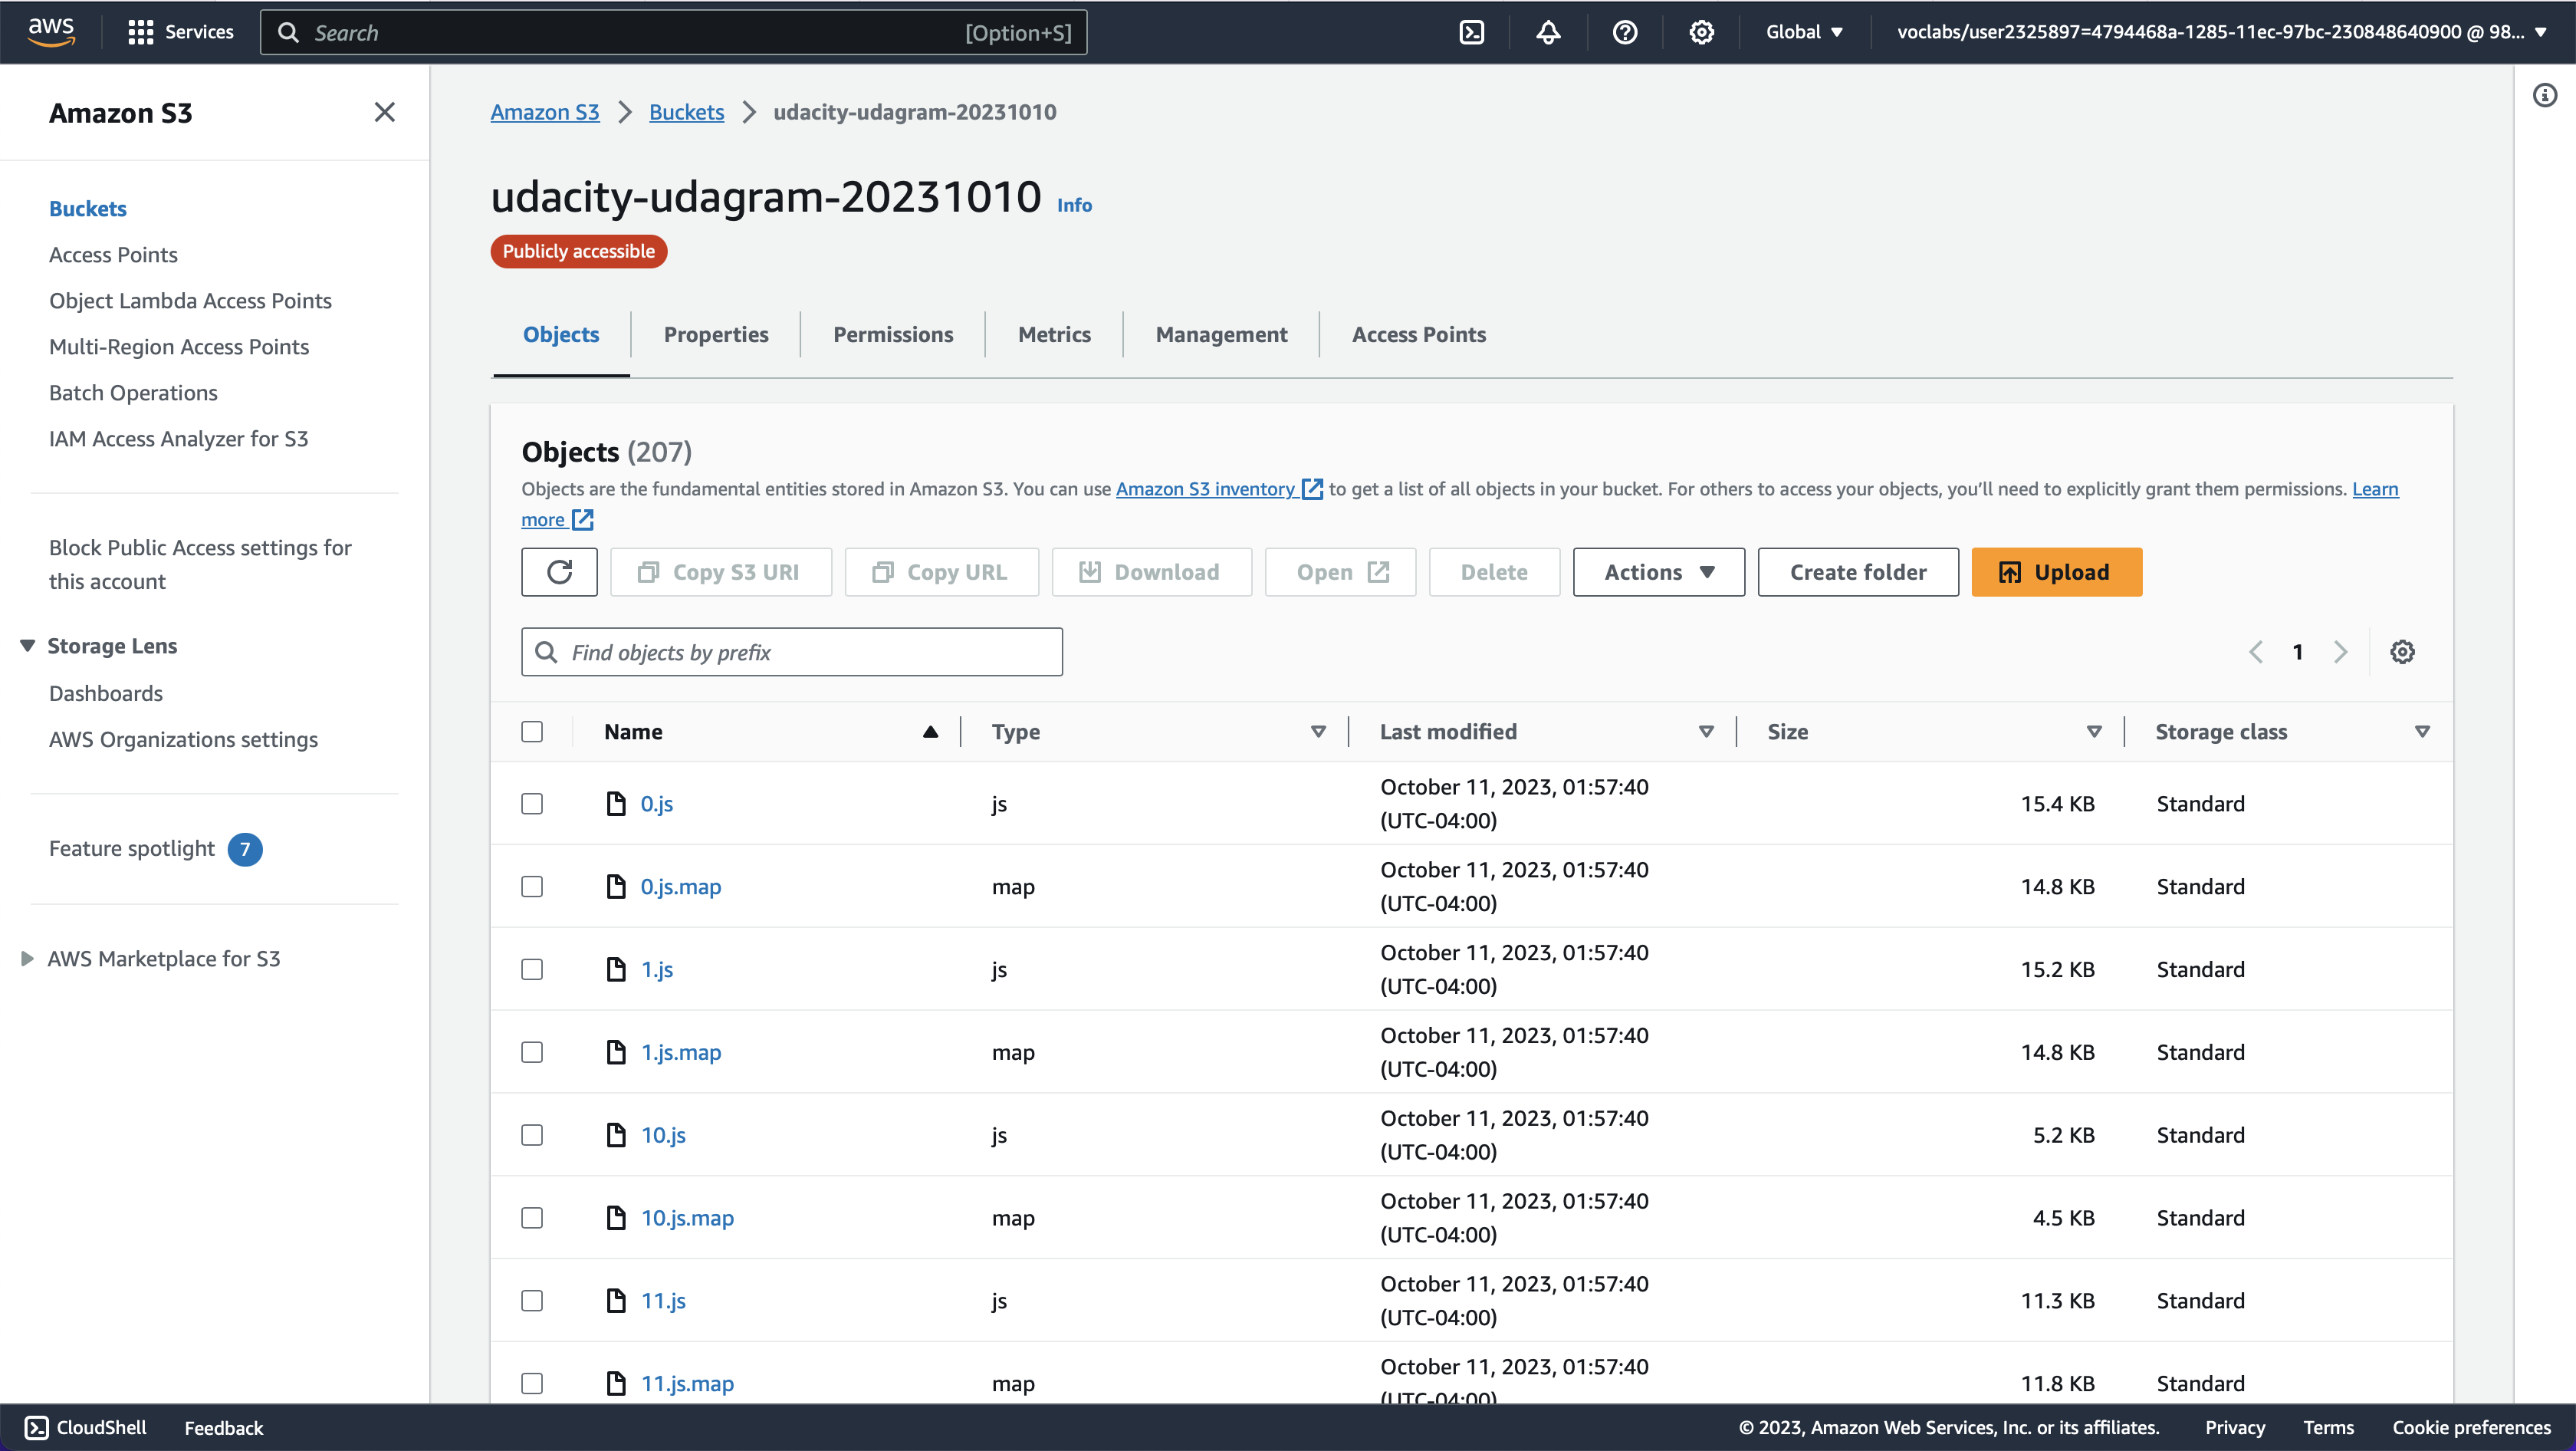 aws
Services
Search
[Option+S]
Global
voclabs/user2325897=4794468a-1285-11ec-97bc-230848640900 @ 98...
Amazon S3
Buckets
Access Points
Object Lambda Access Points
Multi-Region Access Points
Batch Operations
IAM Access Analyzer for S3
Block Public Access settings for
this account
Storage Lens
Dashboards
AWS Organizations settings
Feature spotlight 7
AWS Marketplace for S3
Amazon S3 > Buckets > udacity-udagram-20231010
udacity-udagram-20231010 Info
Publicly accessible
Objects Properties Permissions Metrics Management Access Points
Objects (207)
Objects are the fundamental entities stored in Amazon S3. You can use Amazon S3 inventory to get a list of all objects in your bucket. For others to access your objects, you’ll need to explicitly grant them permissions. Learn
more
Copy S3 URI Copy URL Download Open Delete Actions Create folder Upload
Find objects by prefix
1
Name Type Last modified Size Storage class
0.js js October 11, 2023, 01:57:40 15.4 KB Standard
(UTC-04:00)
0.js.map map October 11, 2023, 01:57:40 14.8 KB Standard
(UTC-04:00)
1.js js October 11, 2023, 01:57:40 15.2 KB Standard
(UTC-04:00)
1.js.map map October 11, 2023, 01:57:40 14.8 KB Standard
(UTC-04:00)
10.js js October 11, 2023, 01:57:40 5.2 KB Standard
(UTC-04:00)
10.js.map map October 11, 2023, 01:57:40 4.5 KB Standard
(UTC-04:00)
11.js js October 11, 2023, 01:57:40 11.3 KB Standard
(UTC-04:00)
11.js.map map October 11, 2023, 01:57:40 11.8 KB Standard
(UTC-04:00)
CloudShell Feedback © 2023, Amazon Web Services, Inc. or its affiliates. Privacy Terms Cookie preferences